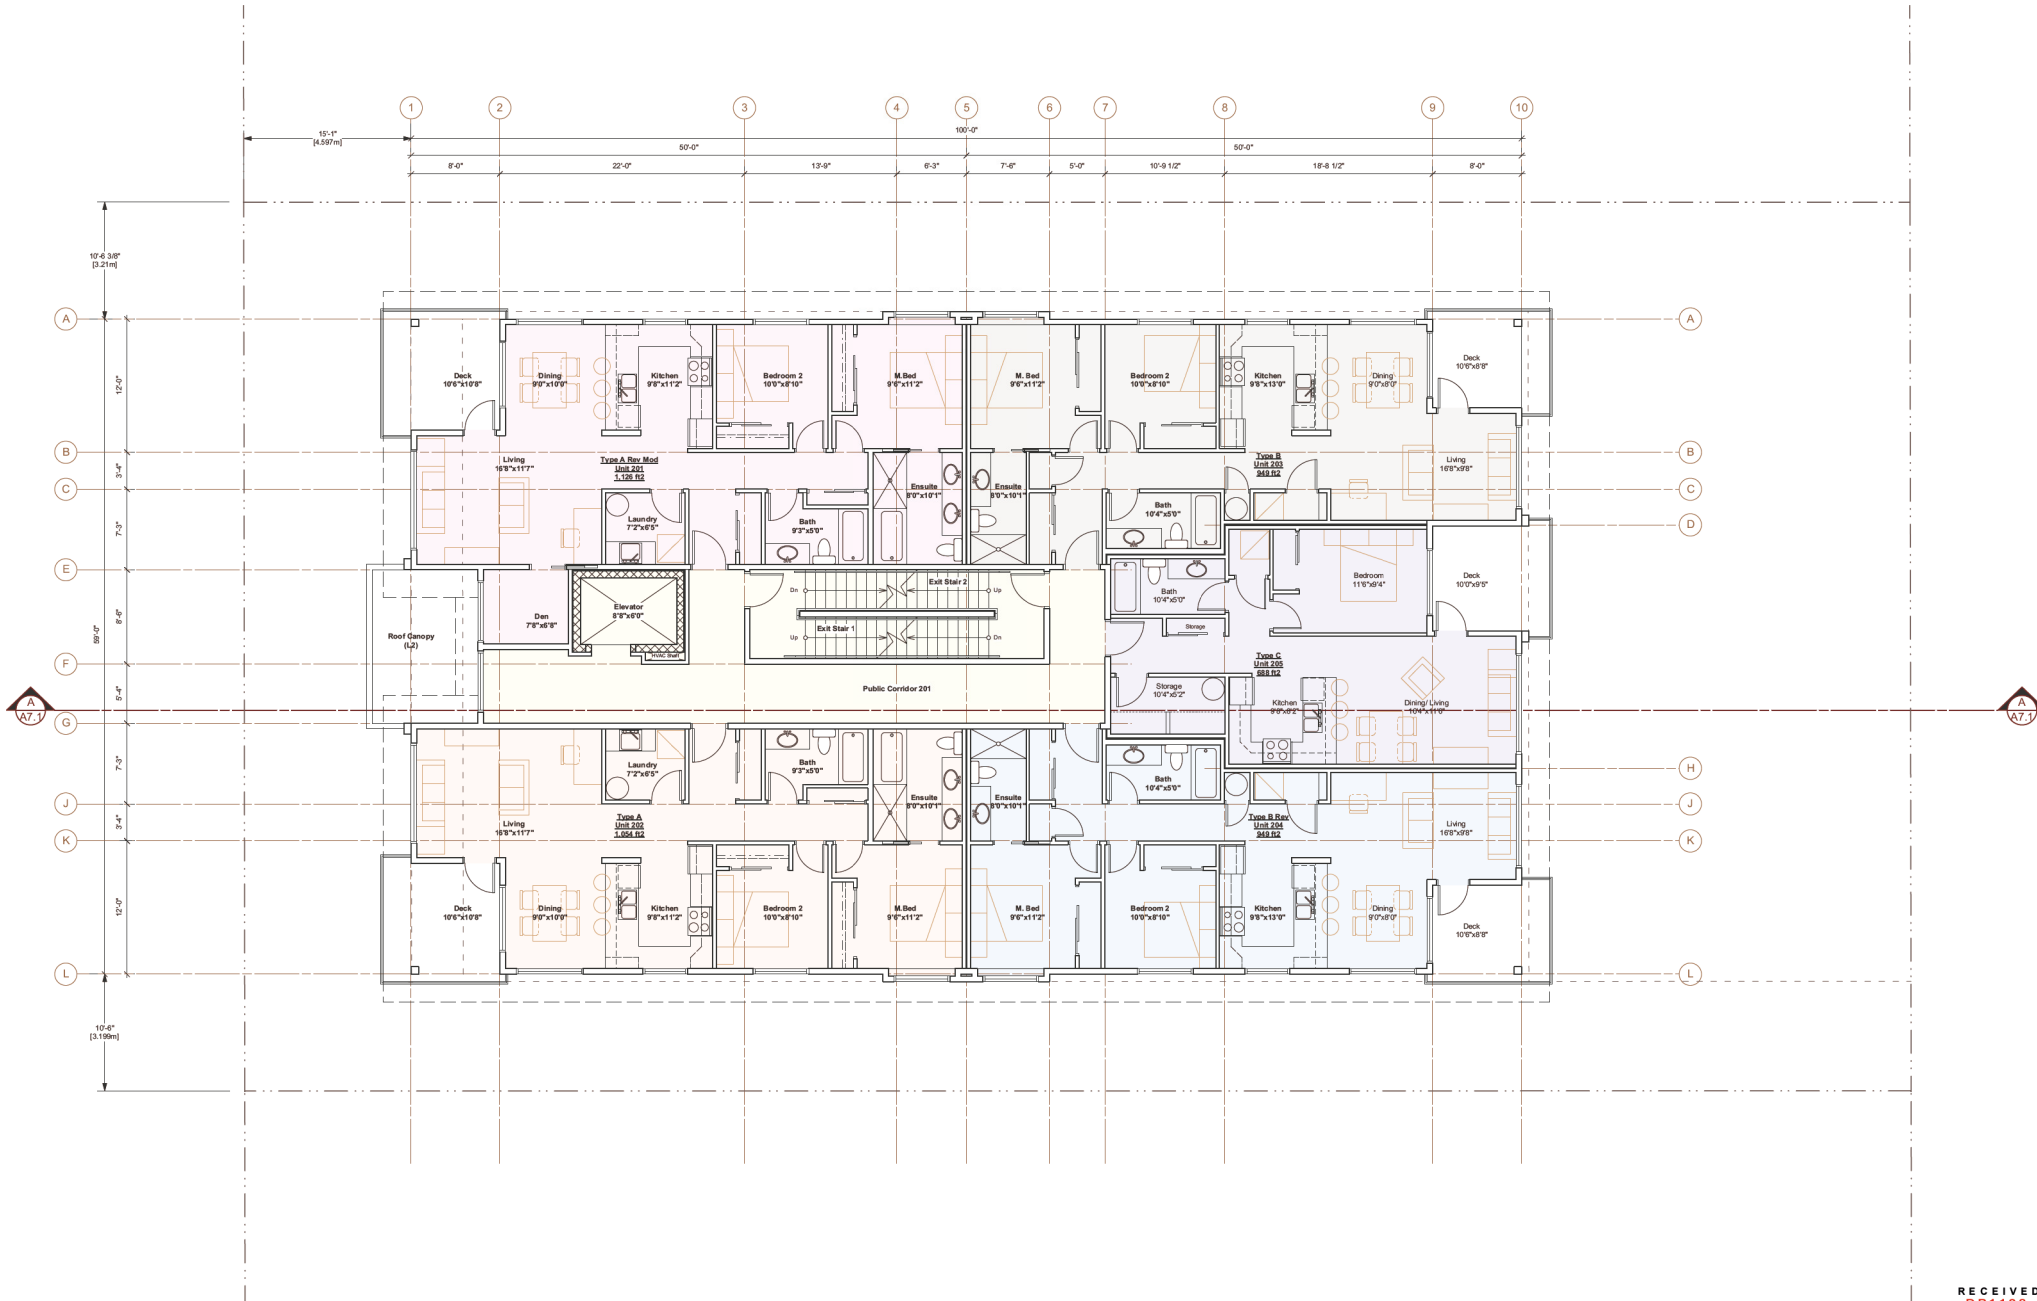 1 2 3 4 5 6 7 8 9 10
15'-1"
[4.597m]
100'-0"
50'-0" 50'-0"
8'-0" 22'-0" 13'-9" 6'-3" 7'-6" 5'-0" 10'-9 1/2" 18'-8 1/2" 8'-0"
10'-6 3/8"
[3.21m]
A A
12'-0"
Deck
10'6"x10'8"
Dining
9'0"x10'0"
Kitchen
9'8"x11'2"
Bedroom 2
10'0"x8'10"
M.Bed
9'6"x11'2"
M. Bed
9'6"x11'2"
Bedroom 2
10'0"x8'10"
Kitchen
9'8"x13'0"
Dining
9'0"x8'0"
Deck
10'6"x8'8"
B B
3'-4"
Living
16'8"x11'7"
Type A Rev Mod
Unit 201
1,126 ft2
Type B
Unit 203
949 ft2
Living
16'8"x9'8"
C C
Ensuite
8'0"x10'1"
Ensuite
8'0"x10'1"
7'-3"
Laundry
7'2"x6'5"
Bath
9'3"x5'0"
Bath
10'4"x5'0"
D
E
8'-6"
59'-0"
Den
7'8"x6'8"
Elevator
8'8"x6'0"
Exit Stair 2
Dn Up
Exit Stair 1
Up Dn
Bath
10'4"x5'0"
Bedroom
11'6"x9'4"
Deck
10'0"x9'5"
Storage
Roof Canopy
(L2)
HVAC Shaft
Type C
Unit 205
688 ft2
F
5'-4"
Public Corridor 201
Storage
10'4"x5'2"
Kitchen
9'8"x8'2"
Dining/ Living
10'4"x11'6"
A
A7.1
A
A7.1
G
7'-3"
Laundry
7'2"x6'5"
Bath
9'3"x5'0"
Bath
10'4"x5'0"
H
Ensuite
8'0"x10'1"
Ensuite
8'0"x10'1"
J J
3'-4"
Living
16'8"x11'7"
Type A
Unit 202
1,054 ft2
Type B Rev
Unit 204
949 ft2
Living
16'8"x9'8"
K K
12'-0"
Deck
10'6"x10'8"
Dining
9'0"x10'0"
Kitchen
9'8"x11'2"
Bedroom 2
10'0"x8'10"
M.Bed
9'6"x11'2"
M. Bed
9'6"x11'2"
Bedroom 2
10'0"x8'10"
Kitchen
9'8"x13'0"
Dining
9'0"x8'0"
Deck
10'6"x8'8"
L L
10'-6"
[3.199m]
RECEIVED